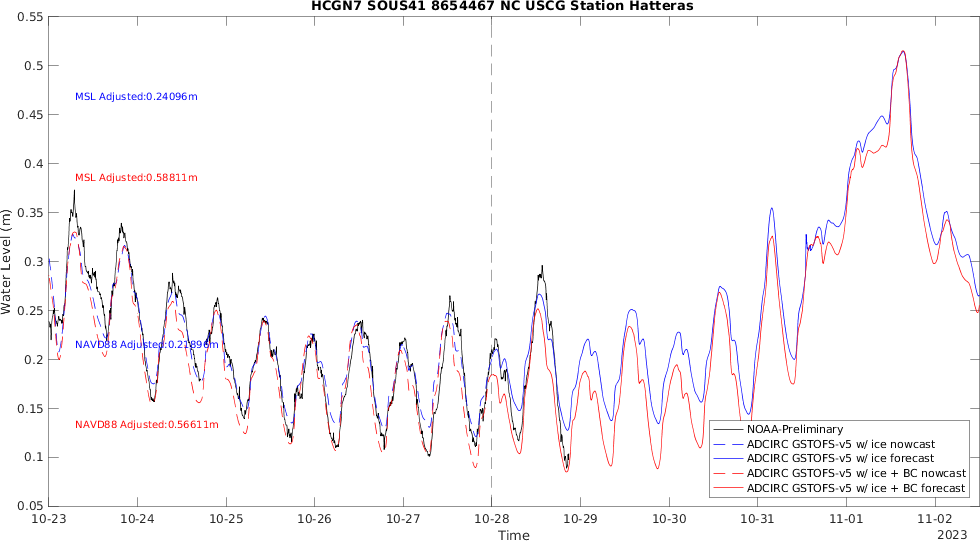 HCGN7 SOUS41 8654467 NC USCG Station Hatteras
0.55
0.5
0.45
0.4
0.35
0.3
0.25
0.2
0.15
0.1
0.05
Water Level (m)
MSL Adjusted:0.24096m
MSL Adjusted:0.58811m
NAVD88 Adjusted:0.21896m
NAVD88 Adjusted:0.56611m
NOAA-Preliminary
ADCIRC GSTOFS-v5 w/ ice nowcast
ADCIRC GSTOFS-v5 w/ ice forecast
ADCIRC GSTOFS-v5 w/ ice + BC nowcast
ADCIRC GSTOFS-v5 w/ ice + BC forecast
10-23 10-24 10-25 10-26 10-27 10-28 10-29 10-30 10-31 11-01 11-02
Time
2023